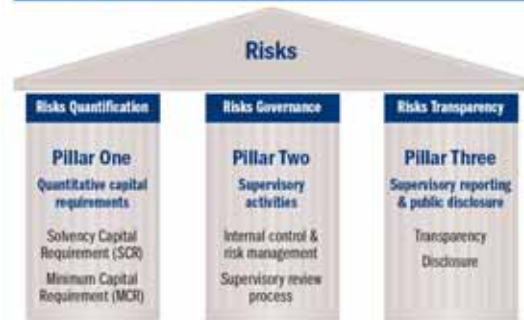 Risks
Risks Quantification
Pillar One
Quantitative capital
requirements
Solvency Capital
Requirement (SCR)
Minimum Capital
Requirement (MCR)
Risks Governance
Pillar Two
Supervisory
activities
Internal control &
risk management
Supervisory review
process
Risks Transparency
Pillar Three
Supervisory reporting
& public disclosure
Transparency
Disclosure